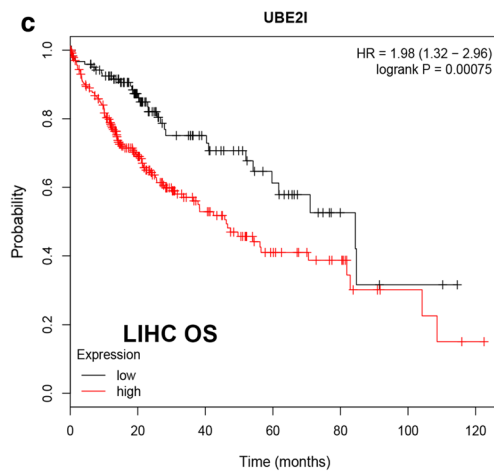 c
UBE2I
HR = 1.98 (1.32 − 2.96)
logrank P = 0.00075
Probability
1.0
0.8
0.6
0.4
0.2
0.0
LIHC OS
Expression
low
high
0 20 40 60 80 100 120
Time (months)